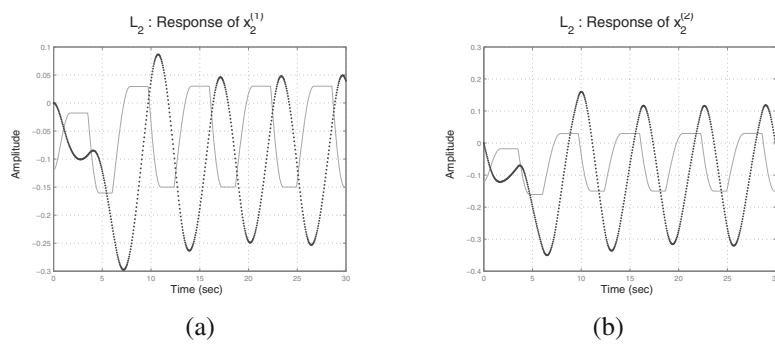 L₂ : Response of x₂⁽¹⁾
0.1
0.05
0
−0.05
−0.1
−0.15
−0.2
−0.25
−0.3
Amplitude
0 5 10 15 20 25 30
Time (sec)
(a)
L₂ : Response of x₂⁽²⁾
0.3
0.2
0.1
0
−0.1
−0.2
−0.3
−0.4
Amplitude
0 5 10 15 20 25 30
Time (sec)
(b)